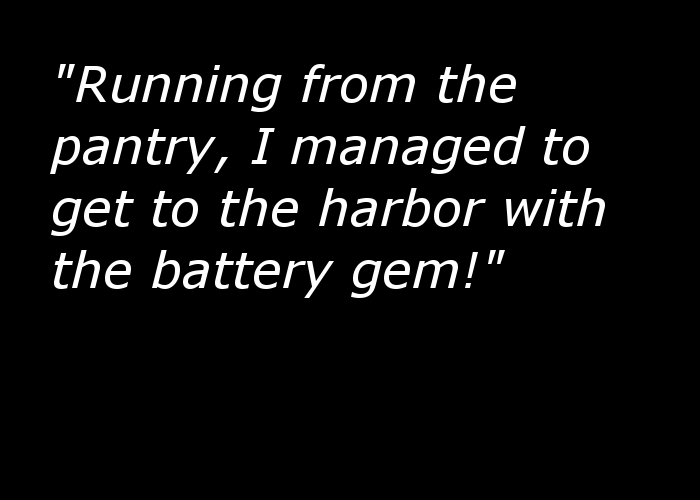 "Running from the
pantry, I managed to
get to the harbor with
the battery gem!"